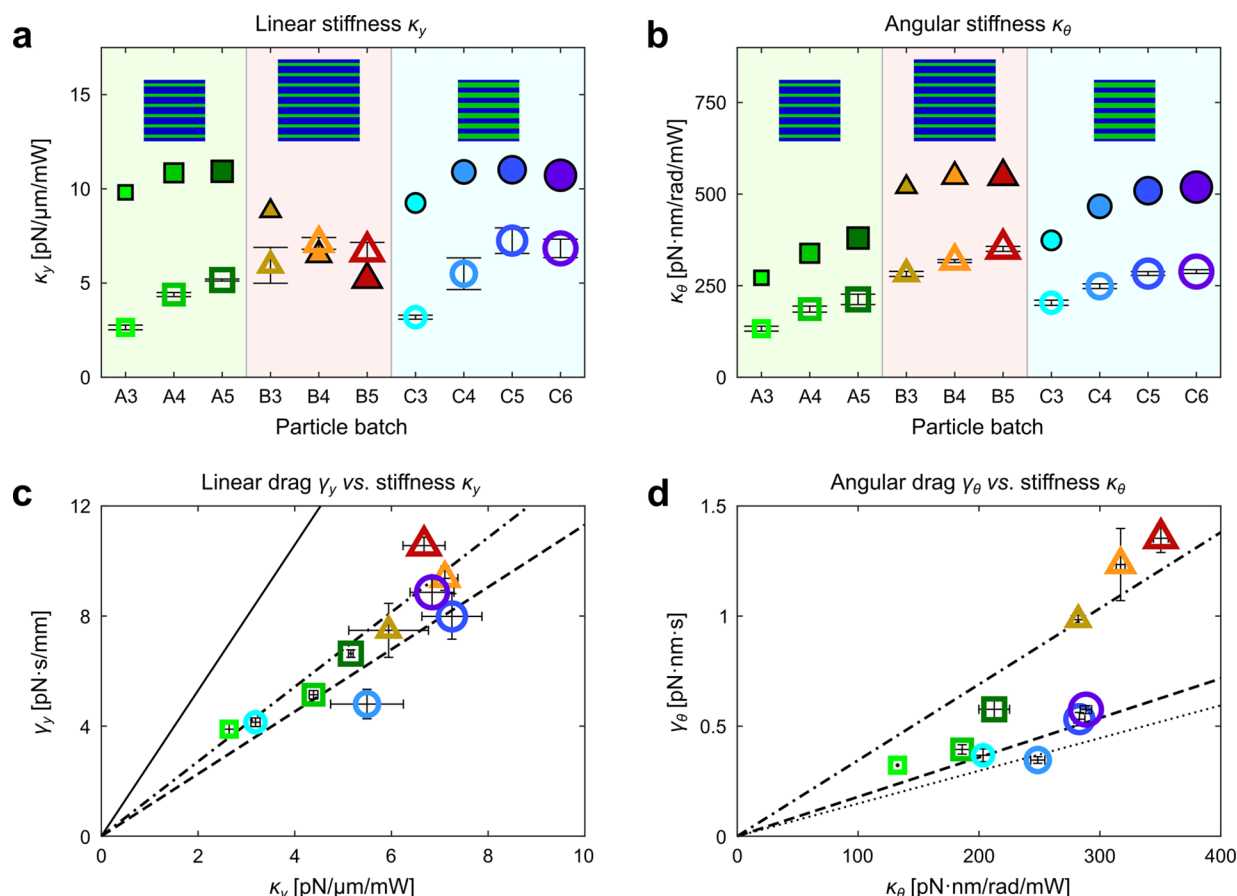 a
Linear stiffness κy
κy [pN/μm/mW]
15
10
5
0
A3 A4 A5 B3 B4 B5 C3 C4 C5 C6
Particle batch
b
Angular stiffness κθ
κθ [pN·nm/rad/mW]
750
500
250
0
A3 A4 A5 B3 B4 B5 C3 C4 C5 C6
Particle batch
c
Linear drag γy vs. stiffness κy
γy [pN·s/mm]
12
8
4
0
0 2 4 6 8 10
κy [pN/μm/mW]
d
Angular drag γθ vs. stiffness κθ
γθ [pN·nm·s]
1.5
1
0.5
0
0 100 200 300 400
κθ [pN·nm/rad/mW]